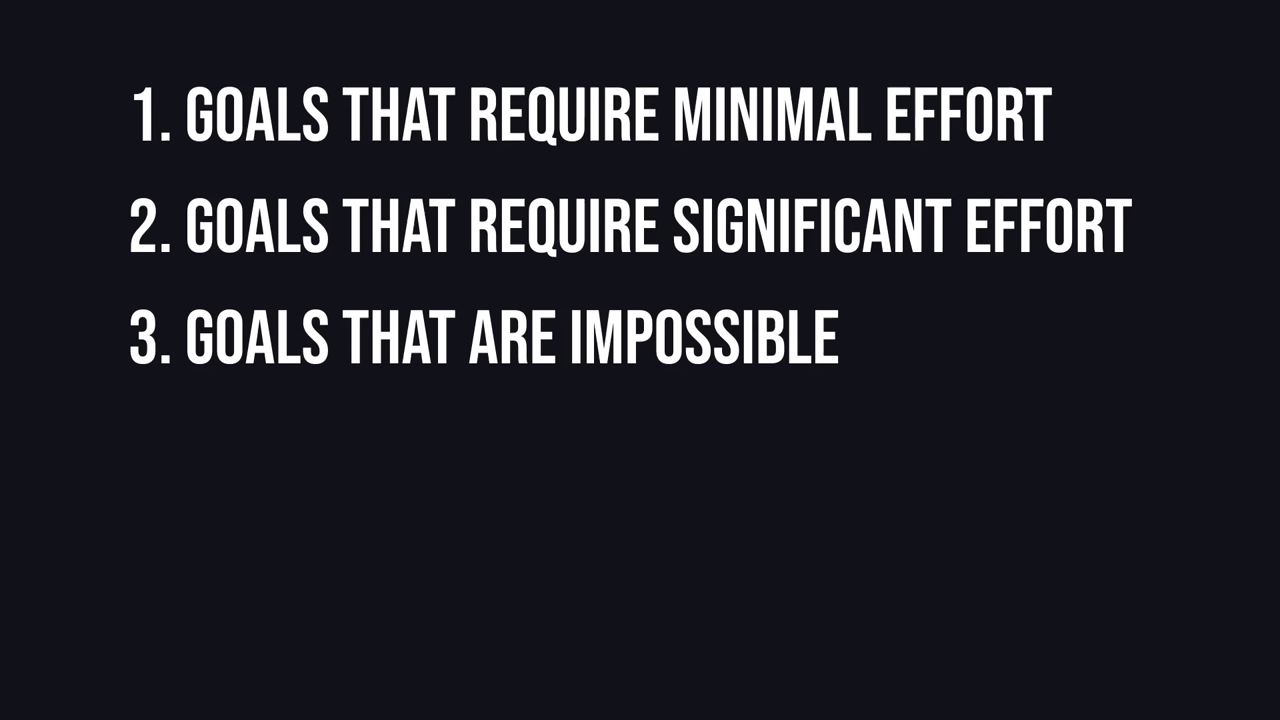 1. GOALS THAT REQUIRE MINIMAL EFFORT
2. GOALS THAT REQUIRE SIGNIFICANT EFFORT
3. GOALS THAT ARE IMPOSSIBLE